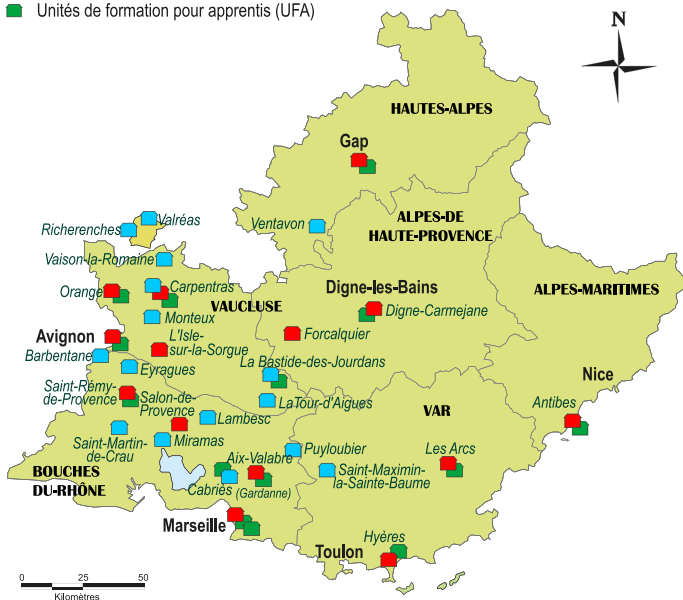 Unités de formation pour apprentis (UFA)
N
HAUTES-ALPES
Gap
Valréas
Richerenches
Ventavon
ALPES-DE
HAUTE-PROVENCE
Vaison-la-Romaine
Carpentras
Orange
VAUCLUSE
Digne-les-Bains
ALPES-MARITIMES
Digne-Carmejane
Monteux
Avignon
L'Isle-
sur-la-Sorgue
Forcalquier
Barbentane
Eyragues
La Bastide-des-Jourdans
Nice
Saint-Rémy-
de-Provence
Salon-de-
Provence
LaTour-d'Aigues
Antibes
VAR
Lambesc
Saint-Martin-
de-Crau
Miramas
Puyloubier
Les Arcs
Aix-Valabre
(Gardanne)
Saint-Maximin-
la-Sainte-Baume
BOUCHES
DU-RHÔNE
Cabriès
Marseille
Hyères
Toulon
0 25 50
Kilomètres